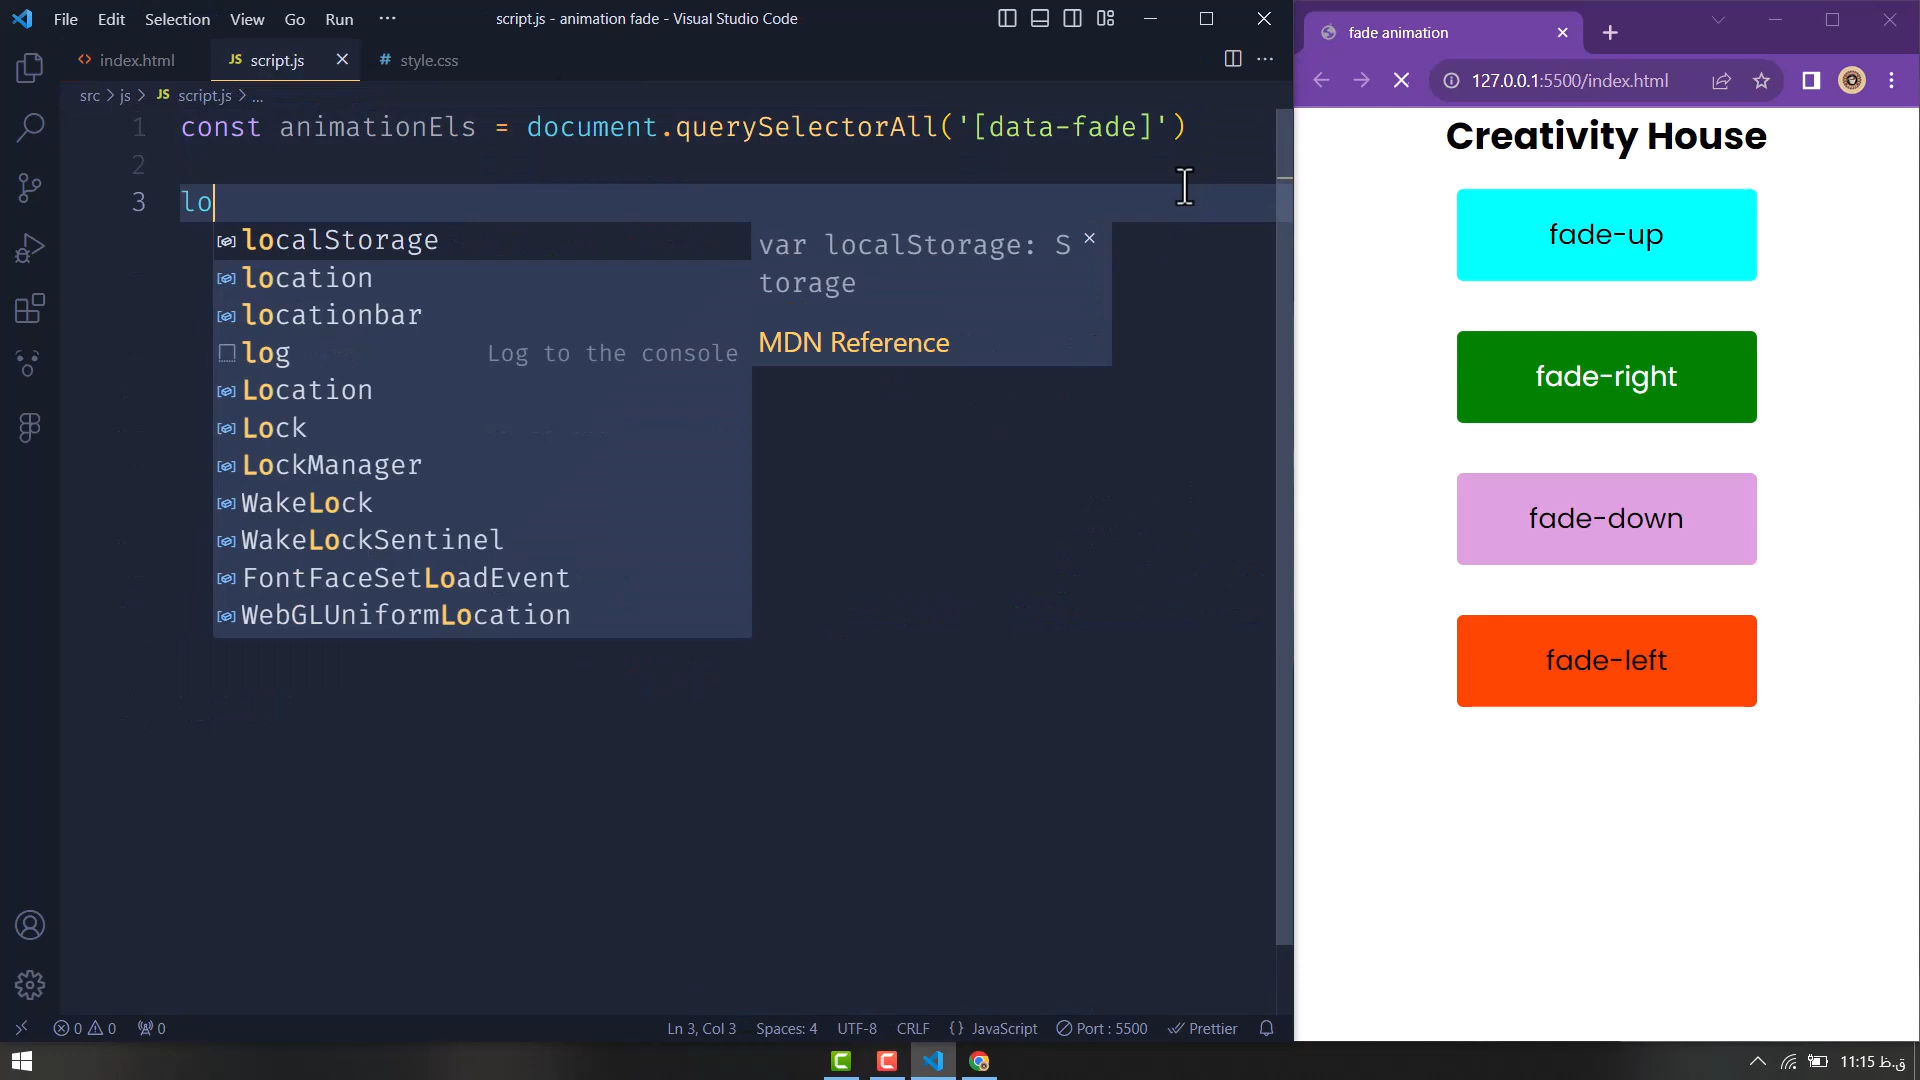 File Edit Selection View Go Run ··· script.js - animation fade - Visual Studio Code
index.html JS script.js # style.css
src > js > JS script.js > ...
1 const animationEls = document.querySelectorAll('[data-fade]')
2
3 lo
localStorage
location
locationbar
log Log to the console
Location
Lock
LockManager
WakeLock
WakeLockSentinel
FontFaceSetLoadEvent
WebGLUniformLocation
var localStorage: S
torage
MDN Reference
0 0 0 Ln 3, Col 3 Spaces: 4 UTF-8 CRLF {} JavaScript Port : 5500 Prettier
fade animation
127.0.0.1:5500/index.html
Creativity House
fade-up
fade-right
fade-down
fade-left
11:15 ق.ظ